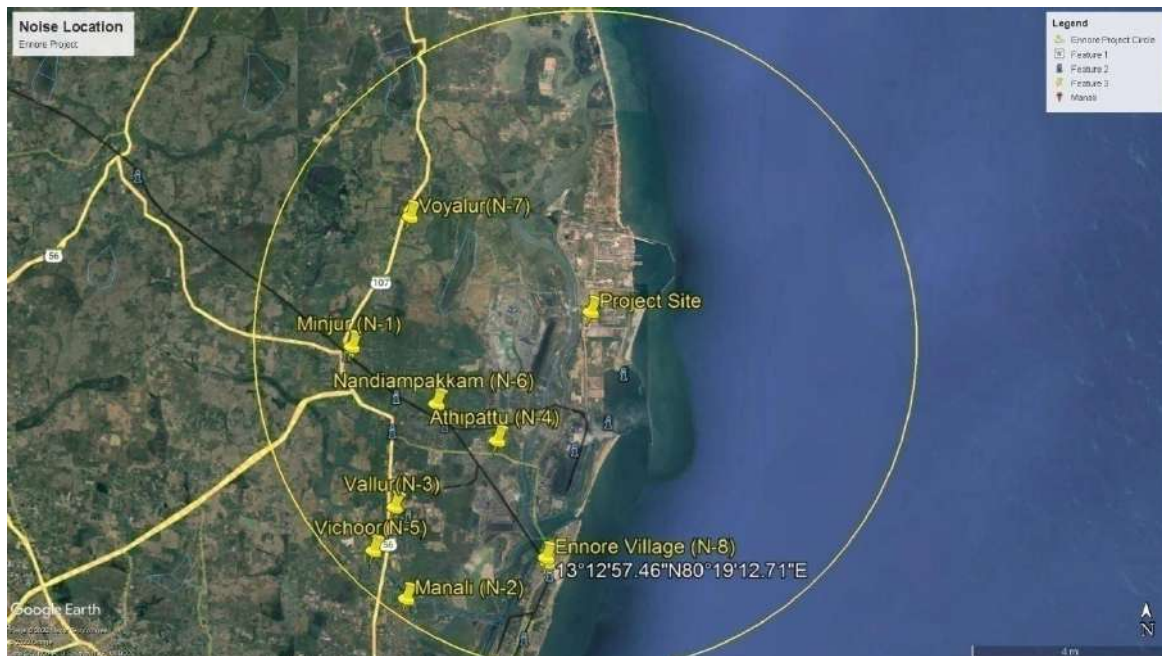 Noise Location
Ennore Project
Legend
Ennore Project Circle
Feature 1
Feature 2
Feature 3
Manali
Voyalur(N-7)
56
107
Project Site
Minjur (N-1)
Nandiampakkam (N-6)
Athipattu (N-4)
Vallur(N-3)
Vichoor(N-5)
56
Ennore Village (N-8)
13°12'57.46"N80°19'12.71"E
Manali (N-2)
Google Earth
N
4 mi